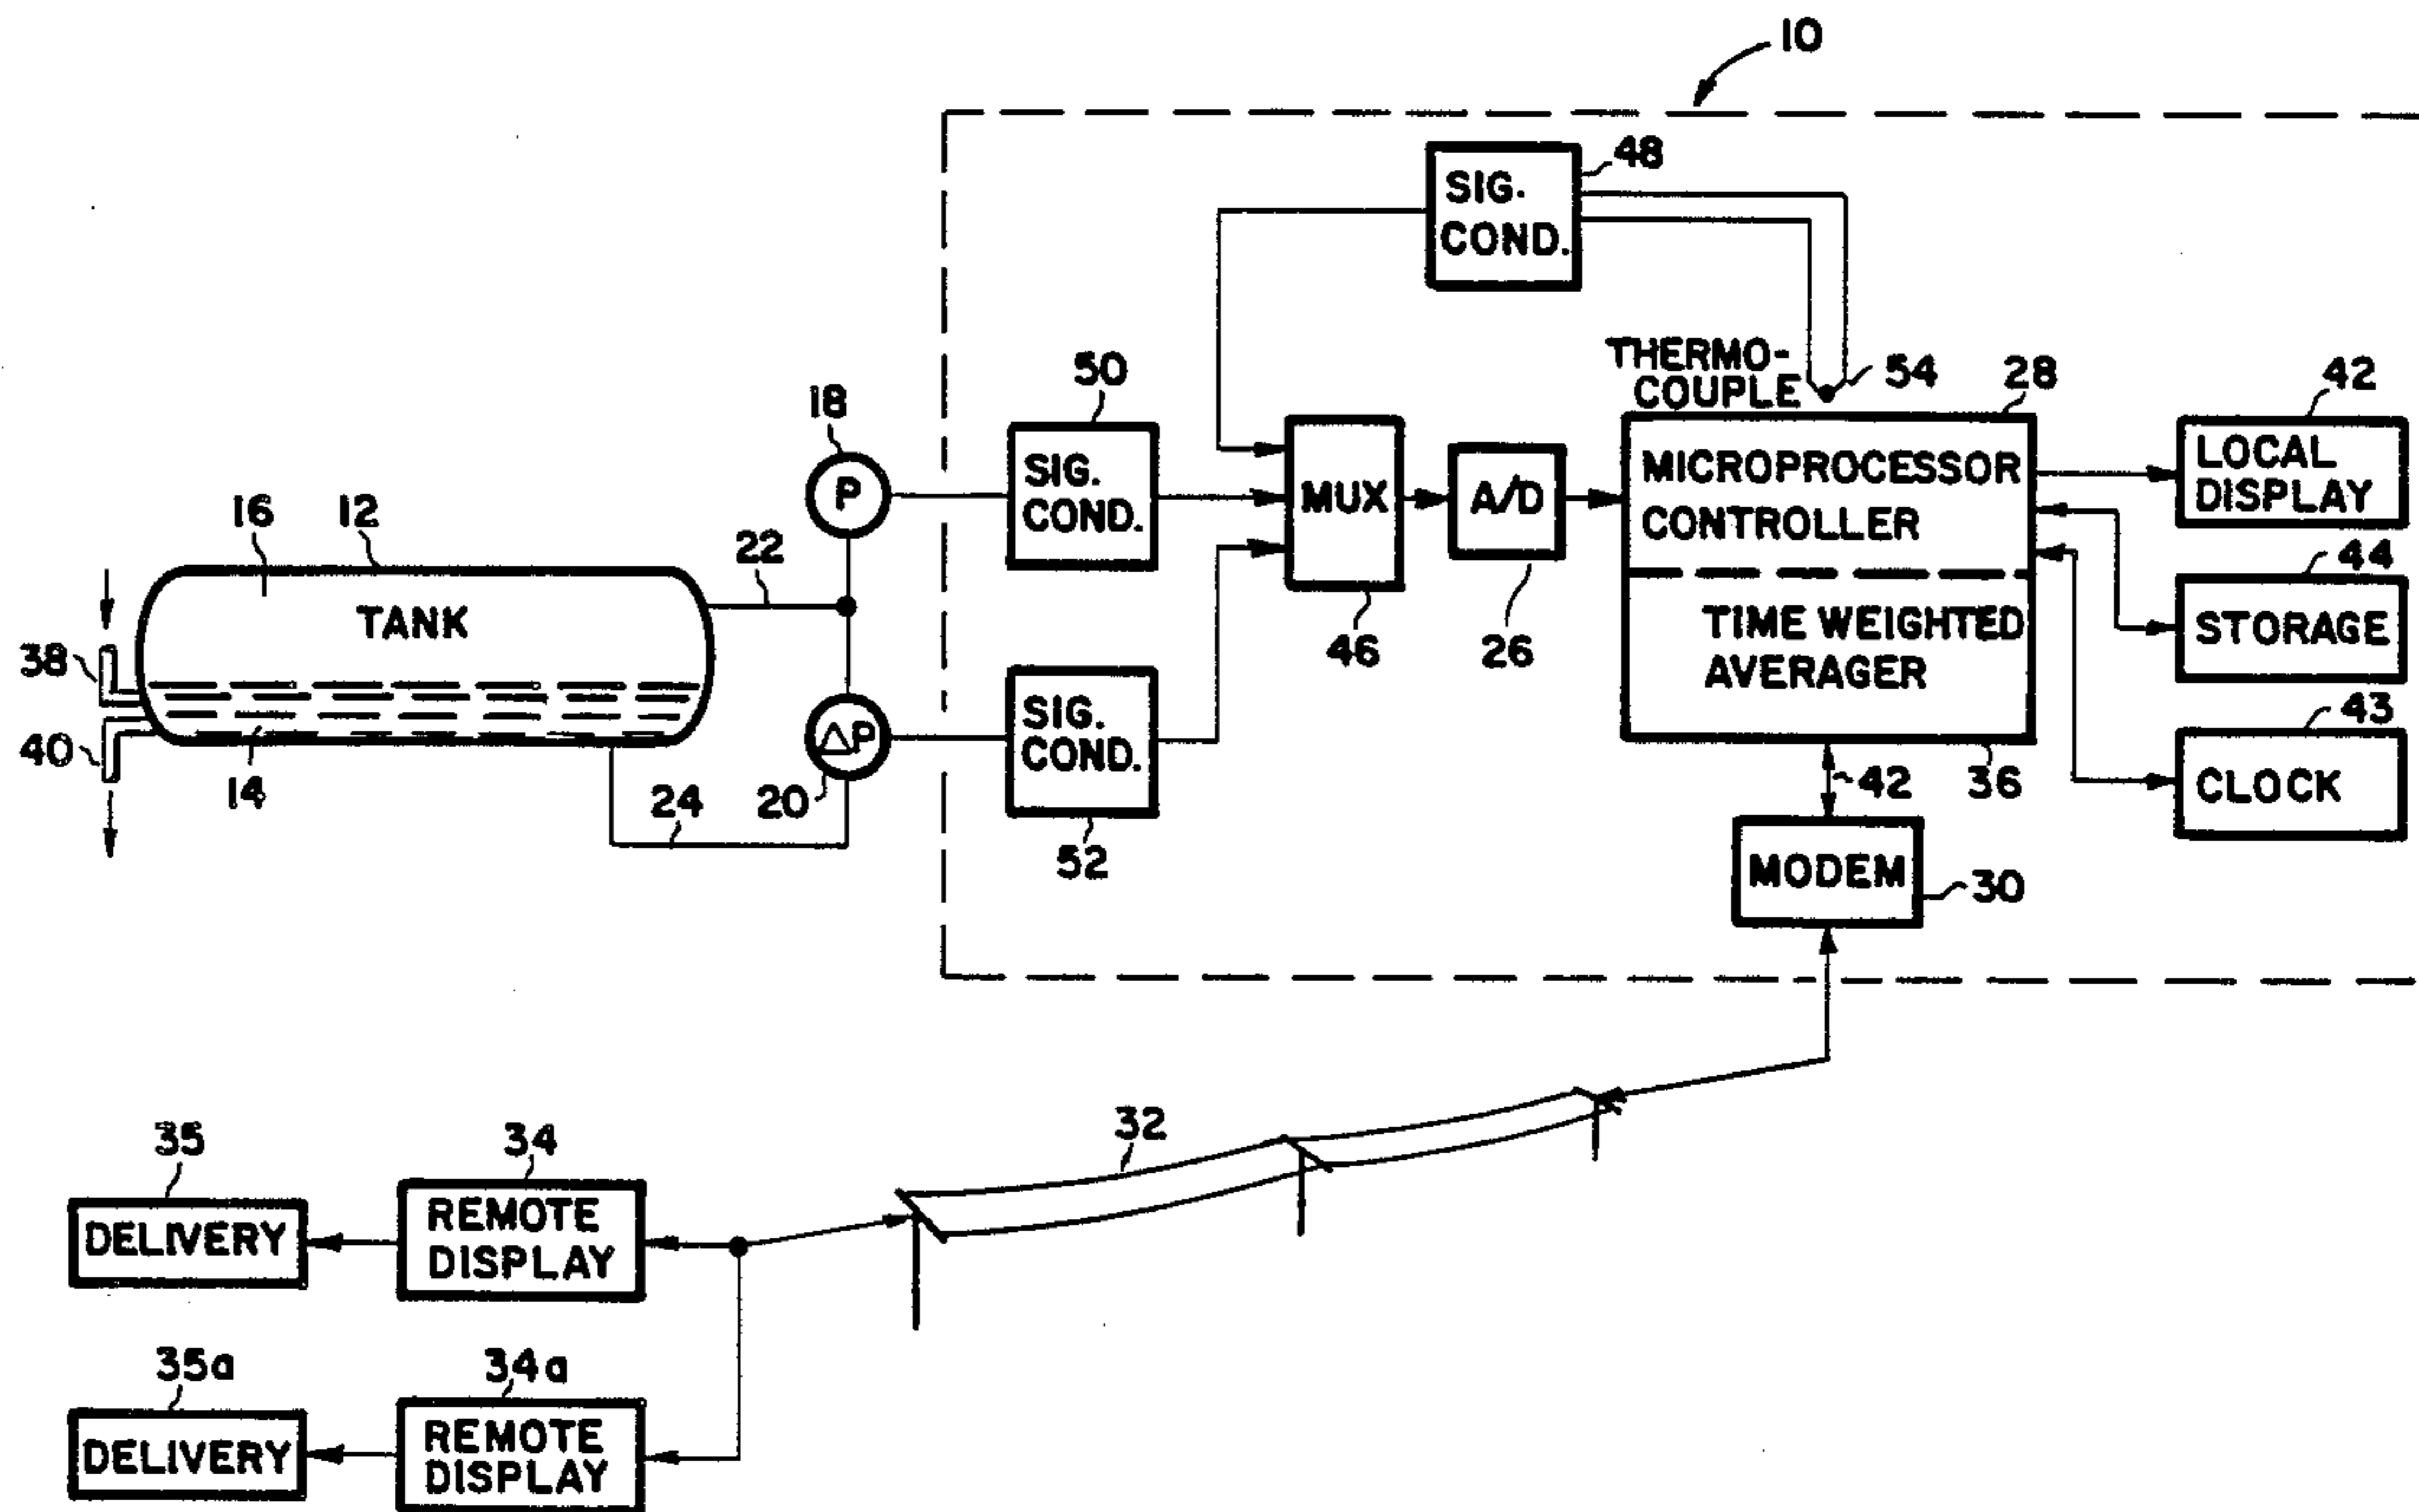 10
48
SIG.
COND.
THERMO-
COUPLE
54
28
42
50
18
SIG.
COND.
MUX
A/D
MICROPROCESSOR
CONTROLLER
LOCAL
DISPLAY
P
16
12
22
44
TANK
46
26
TIME WEIGHTED
AVERAGER
STORAGE
38
SIG.
COND.
43
ΔP
40
14
24
20
42
36
CLOCK
52
MODEM
30
32
35
34
DELIVERY
REMOTE
DISPLAY
35a
34a
DELIVERY
REMOTE
DISPLAY